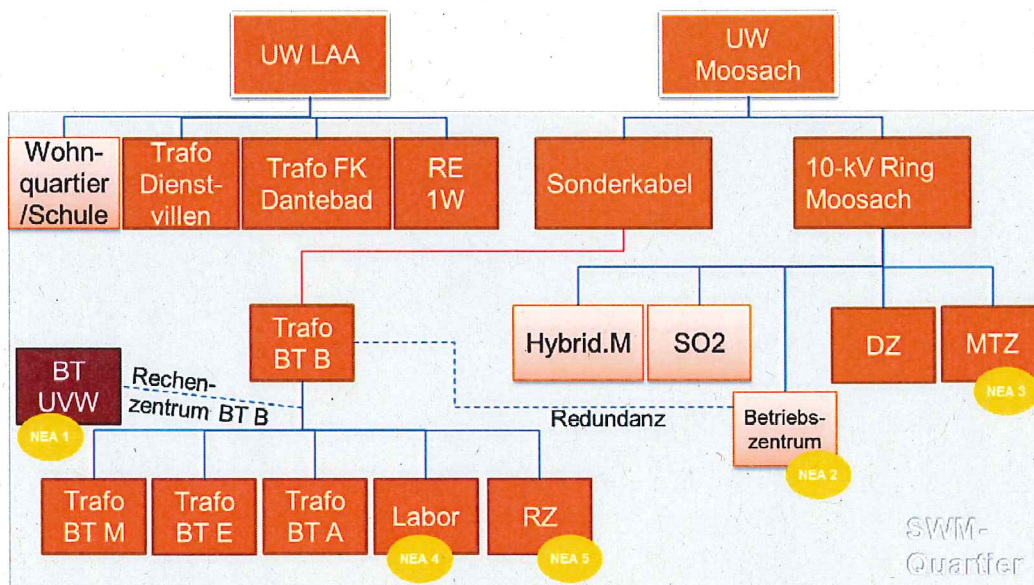 UW LAA
UW
Moosach
Wohn-
quartier
/Schule
Trafo
Dienst-
villen
Trafo FK
Dantebad
RE
1W
Sonderkabel
10-kV Ring
Moosach
Trafo
BT B
Hybrid.M
SO2
DZ
MTZ
NEA 3
BT
UVW
NEA 1
Rechen-
zentrum BT B
Redundanz
Betriebs-
zentrum
NEA 2
Trafo
BT M
Trafo
BT E
Trafo
BT A
Labor
NEA 4
RZ
NEA 5
SWM-
Quartier